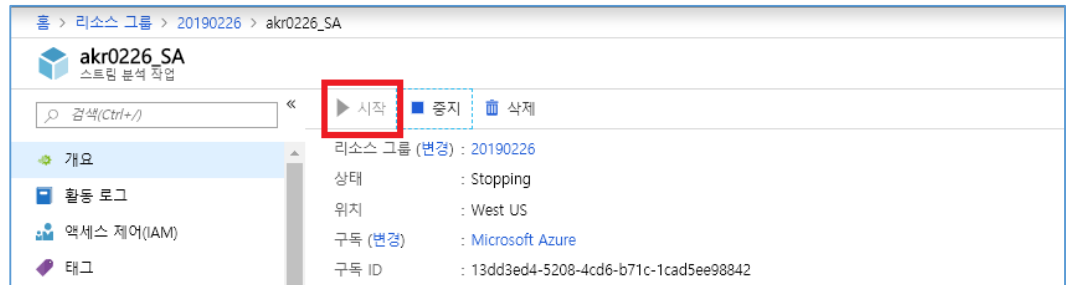 홈 > 리소스 그룹 > 20190226 > akr0226_SA
akr0226_SA
스트림 분석 작업
검색(Ctrl+/)
«
시작 중지 삭제
개요
활동 로그
액세스 제어(IAM)
태그
리소스 그룹 (변경) : 20190226
상태 : Stopping
위치 : West US
구독 (변경) : Microsoft Azure
구독 ID : 13dd3ed4-5208-4cd6-b71c-1cad5ee98842